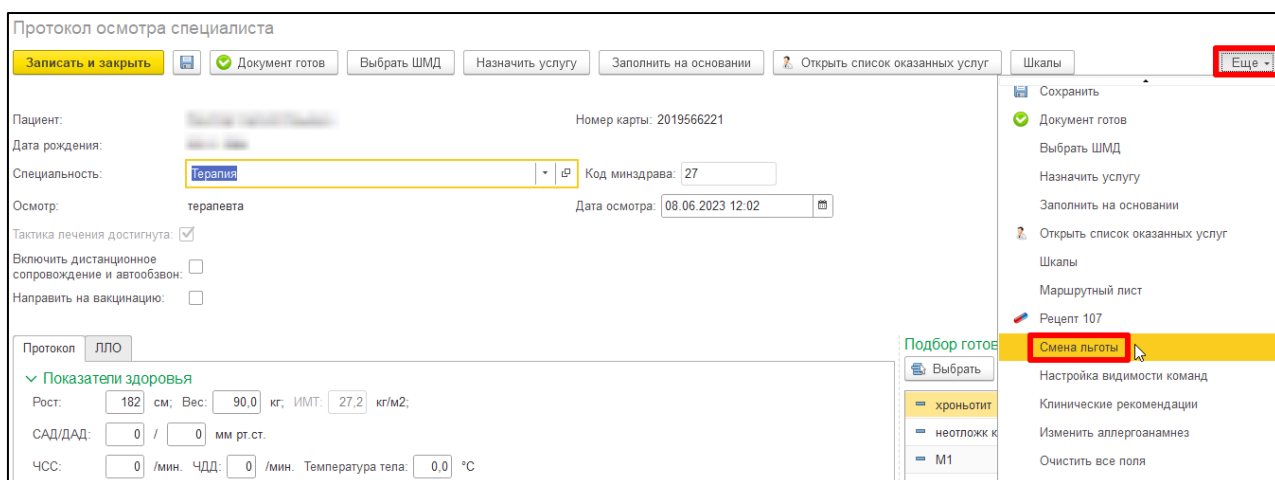 Протокол осмотра специалиста
Записать и закрыть Документ готов Выбрать ШМД Назначить услугу Заполнить на основании Открыть список оказанных услуг Шкалы Еще
Пациент: Номер карты: 2019566221
Дата рождения:
Специальность: Терапия Код минздрава: 27
Осмотр: терапевта Дата осмотра: 08.06.2023 12:02
Тактика лечения достигнута:
Включить дистанционное
сопровождение и автообзвон:
Направить на вакцинацию:
Протокол ЛЛО
Показатели здоровья
Рост: 182 см; Вес: 90,0 кг; ИМТ: 27,2 кг/м2;
САД/ДАД: 0 / 0 мм рт.ст.
ЧСС: 0 /мин. ЧДД: 0 /мин. Температура тела: 0,0 °С
Подбор готов
Выбрать
хроньотит
неотложк к
М1
Сохранить
Документ готов
Выбрать ШМД
Назначить услугу
Заполнить на основании
Открыть список оказанных услуг
Шкалы
Маршрутный лист
Рецепт 107
Смена льготы
Настройка видимости команд
Клинические рекомендации
Изменить аллергоанамнез
Очистить все поля